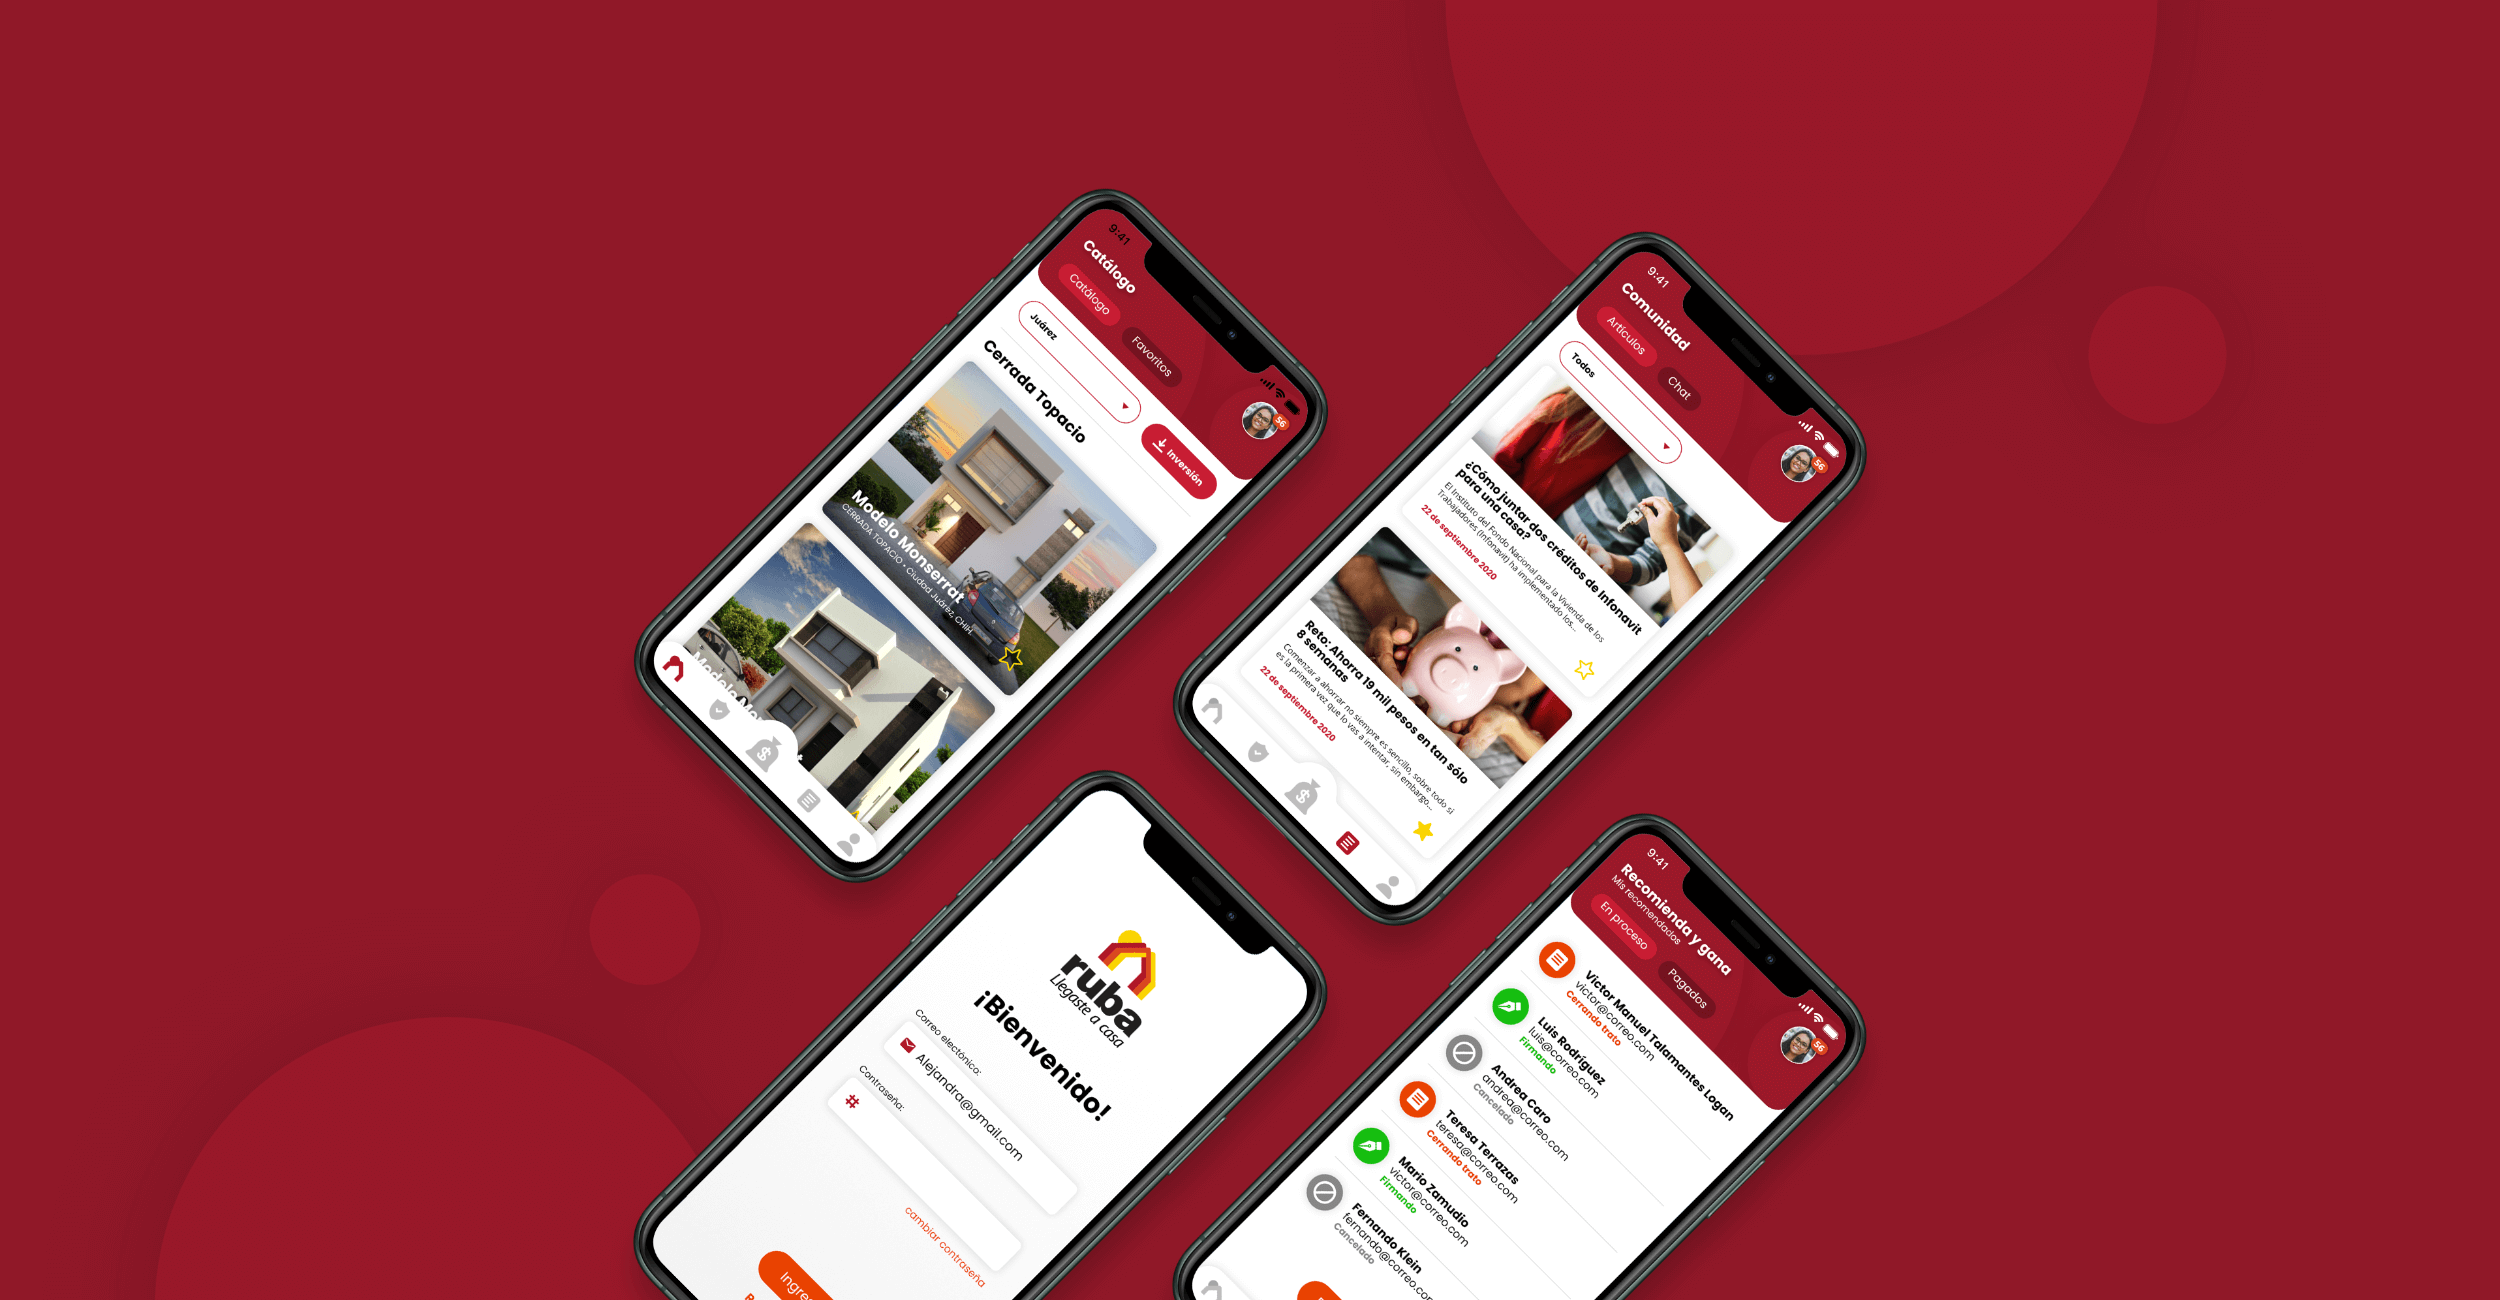 9:41
Catálogo
Catálogo
Favoritos
56
Juárez
Inversión
Cerrada Topacio
Modelo Monserrat
CERRADA TOPACIO • Ciudad Juárez, CHIH.
Modelo
9:41
Comunidad
Artículos
Chat
56
Todos
¿Cómo juntar dos créditos de Infonavit
para una casa?
El Instituto del Fondo Nacional para la Vivienda de los
Trabajadores (Infonavit) ha implementado los...
22 de septiembre 2020
Reto: Ahorra 19 mil pesos en tan sólo
8 semanas
Comenzar a ahorrar no siempre es sencillo, sobre todo si
es la primera vez que lo vas a intentar, sin embargo...
22 de septiembre 2020
ruba
Llegaste a casa
¡Bienvenido!
Correo electónico:
Alejandra@gmail.com
Contraseña:
cambiar contraseña
9:41
Recomienda y gana
Mis recomendados
En proceso
Pagados
56
Victor Manuel Talamantes Logan
victor@correo.com
Cerrando trato
Luis Rodríguez
luis@correo.com
Firmando
Andrea Caro
andrea@correo.com
Cancelado
Teresa Terrazas
teresa@correo.com
Cerrando trato
Mario Zamudio
victor@correo.com
Firmando
Fernando Klein
fernando@correo.com
Cancelado